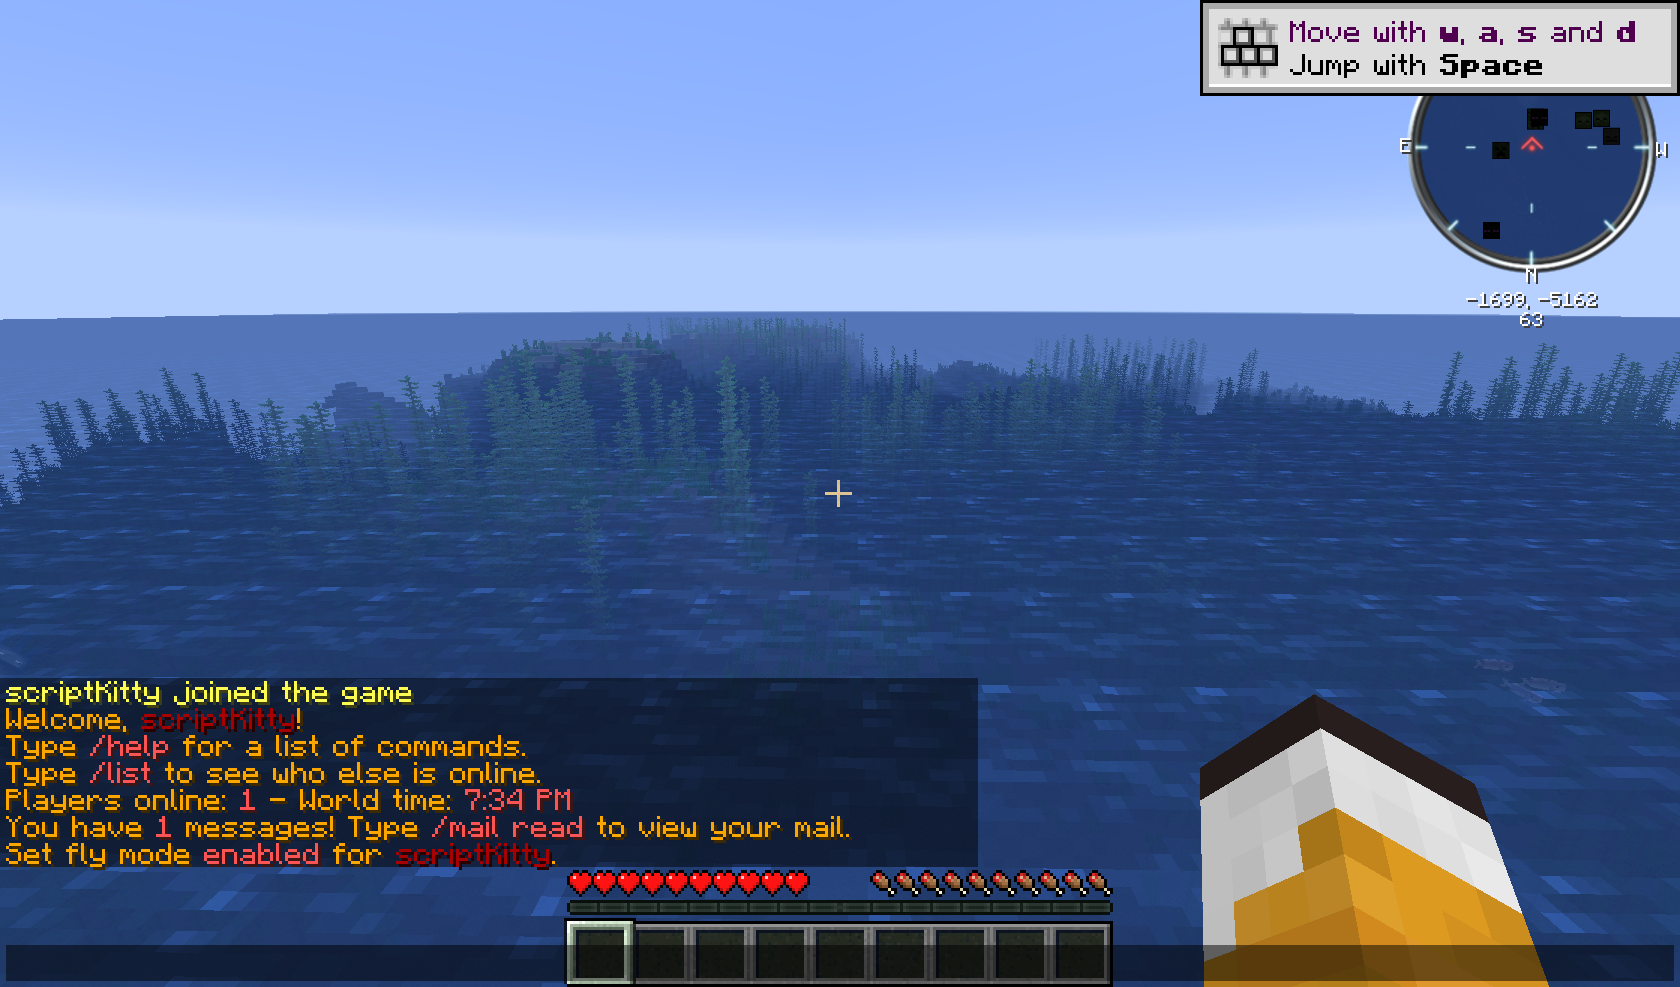 Move with w, a, s and d
Jump with Space
E
W
N
-1699, -5162
63
scriptKitty joined the game
Welcome, scriptKitty!
Type /help for a list of commands.
Type /list to see who else is online.
Players online: 1 - World time: 7:34 PM
You have 1 messages! Type /mail read to view your mail.
Set fly mode enabled for scriptKitty.